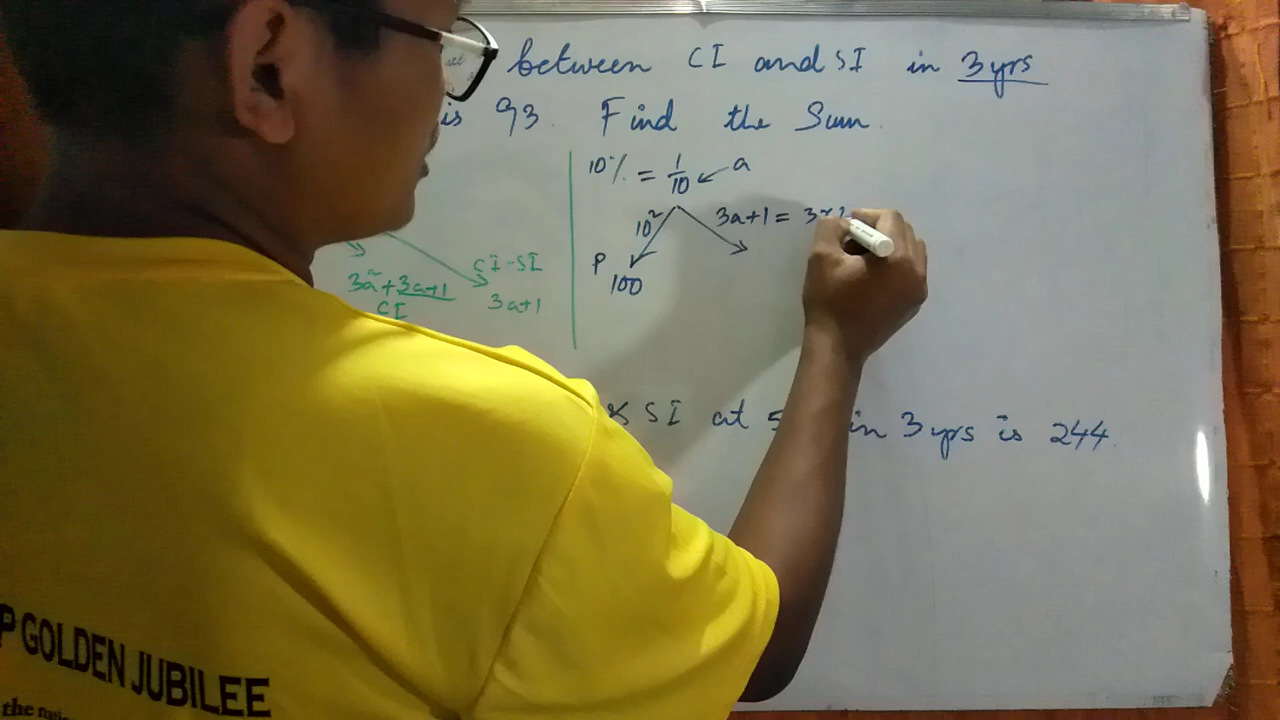 between CI and SI in 3yrs
is 93. Find the Sum.
10% = 1/10 ← a
10² 3a+1 = 3×
P
100
CI-SI
3a²+3a+1 3a+1
CI
SI at 5 in 3yrs is 244.
P GOLDEN JUBILEE
the